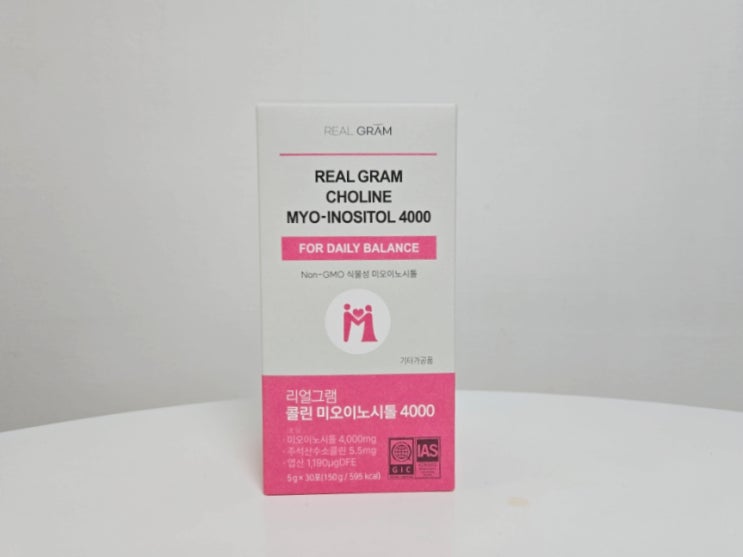 REAL GRAM
REAL GRAM
CHOLINE
MYO-INOSITOL 4000
FOR DAILY BALANCE
Non-GMO 식물성 미오이노시톨
기타가공품
리얼그램
콜린 미오이노시톨 4000
· 미오이노시톨 4,000mg
· 주석산수소콜린 5.5mg
· 엽산 1,190μgDFE
5g × 30포(150g / 595 kcal)
GIC
IAS